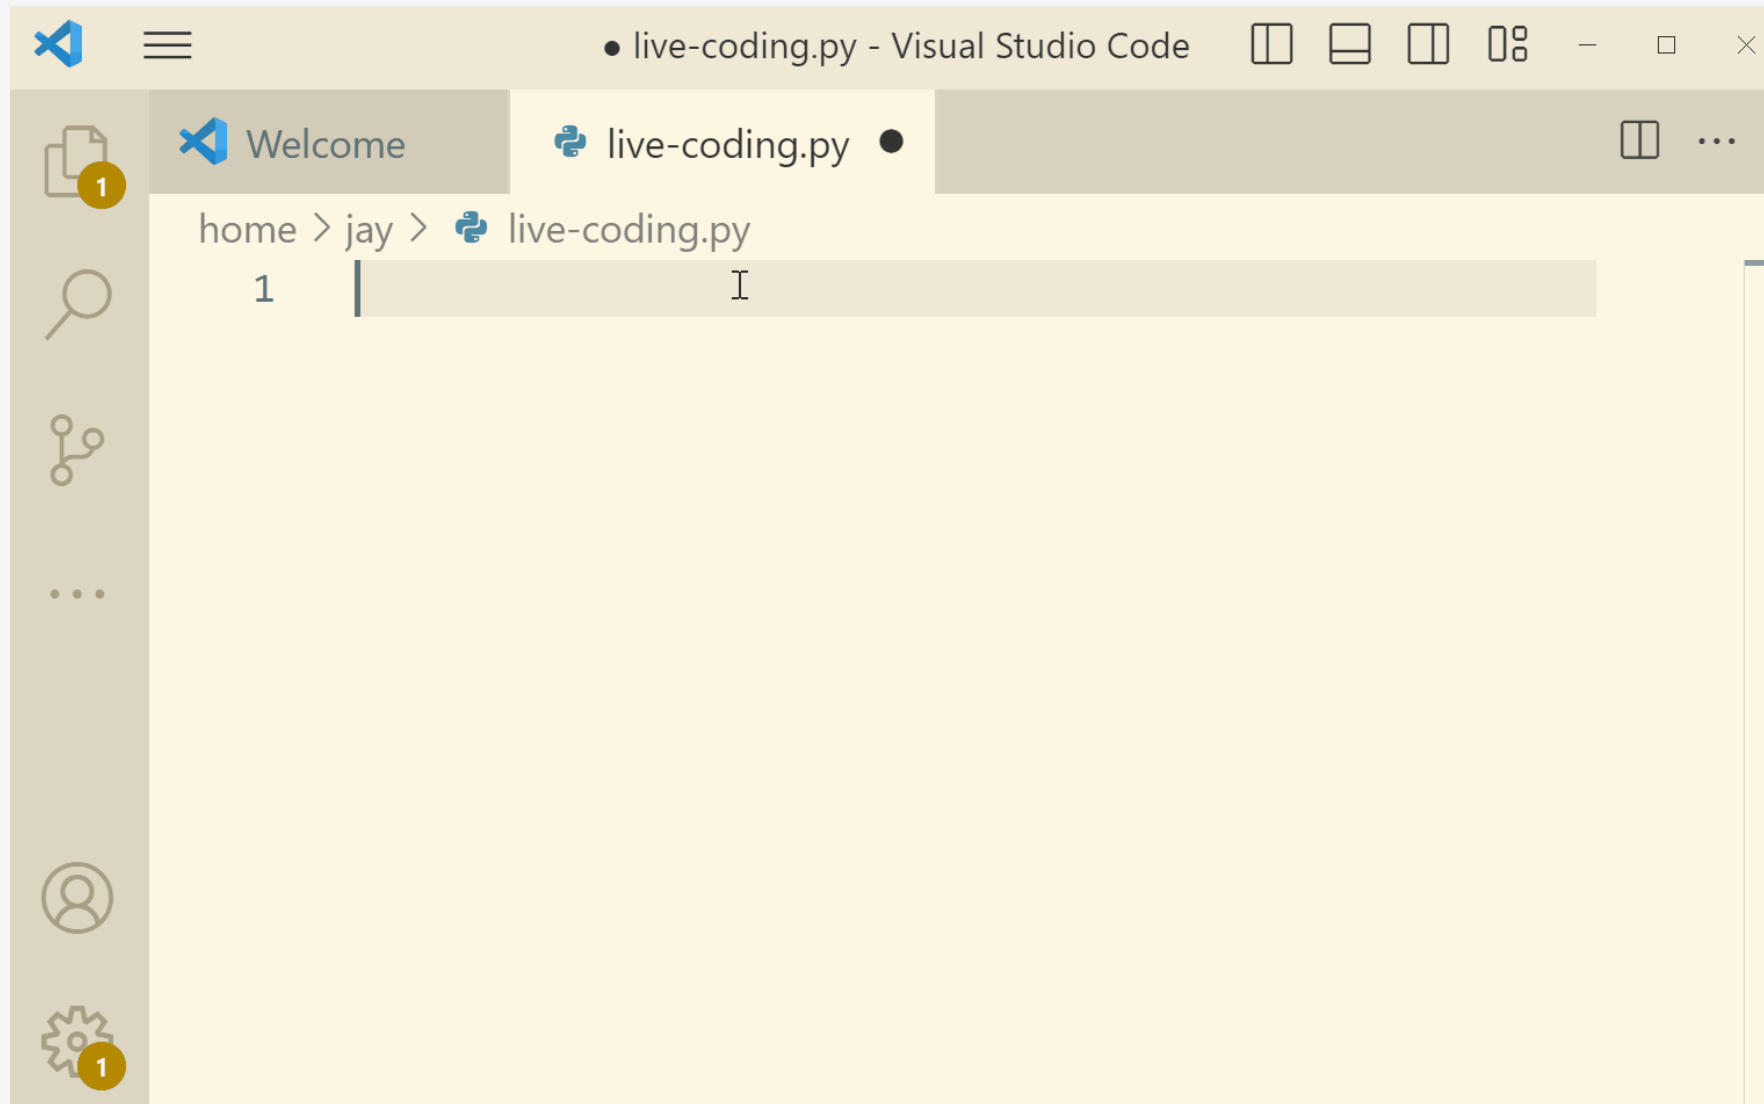 ● live-coding.py - Visual Studio Code
Welcome
live-coding.py ●
home > jay > live-coding.py
1
1
1